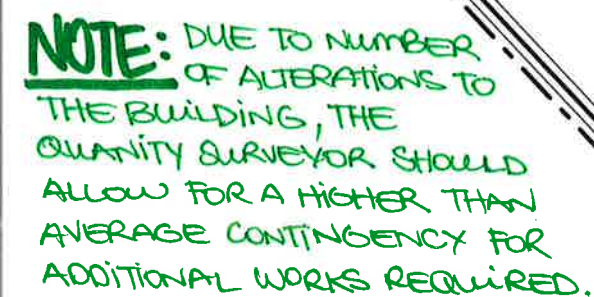 NOTE: DUE TO NUMBER
OF ALTERATIONS TO
THE BUILDING, THE
QUANITY SURVEYOR SHOULD
ALLOW FOR A HIGHER THAN
AVERAGE CONTINGENCY FOR
ADDITIONAL WORKS REQUIRED.